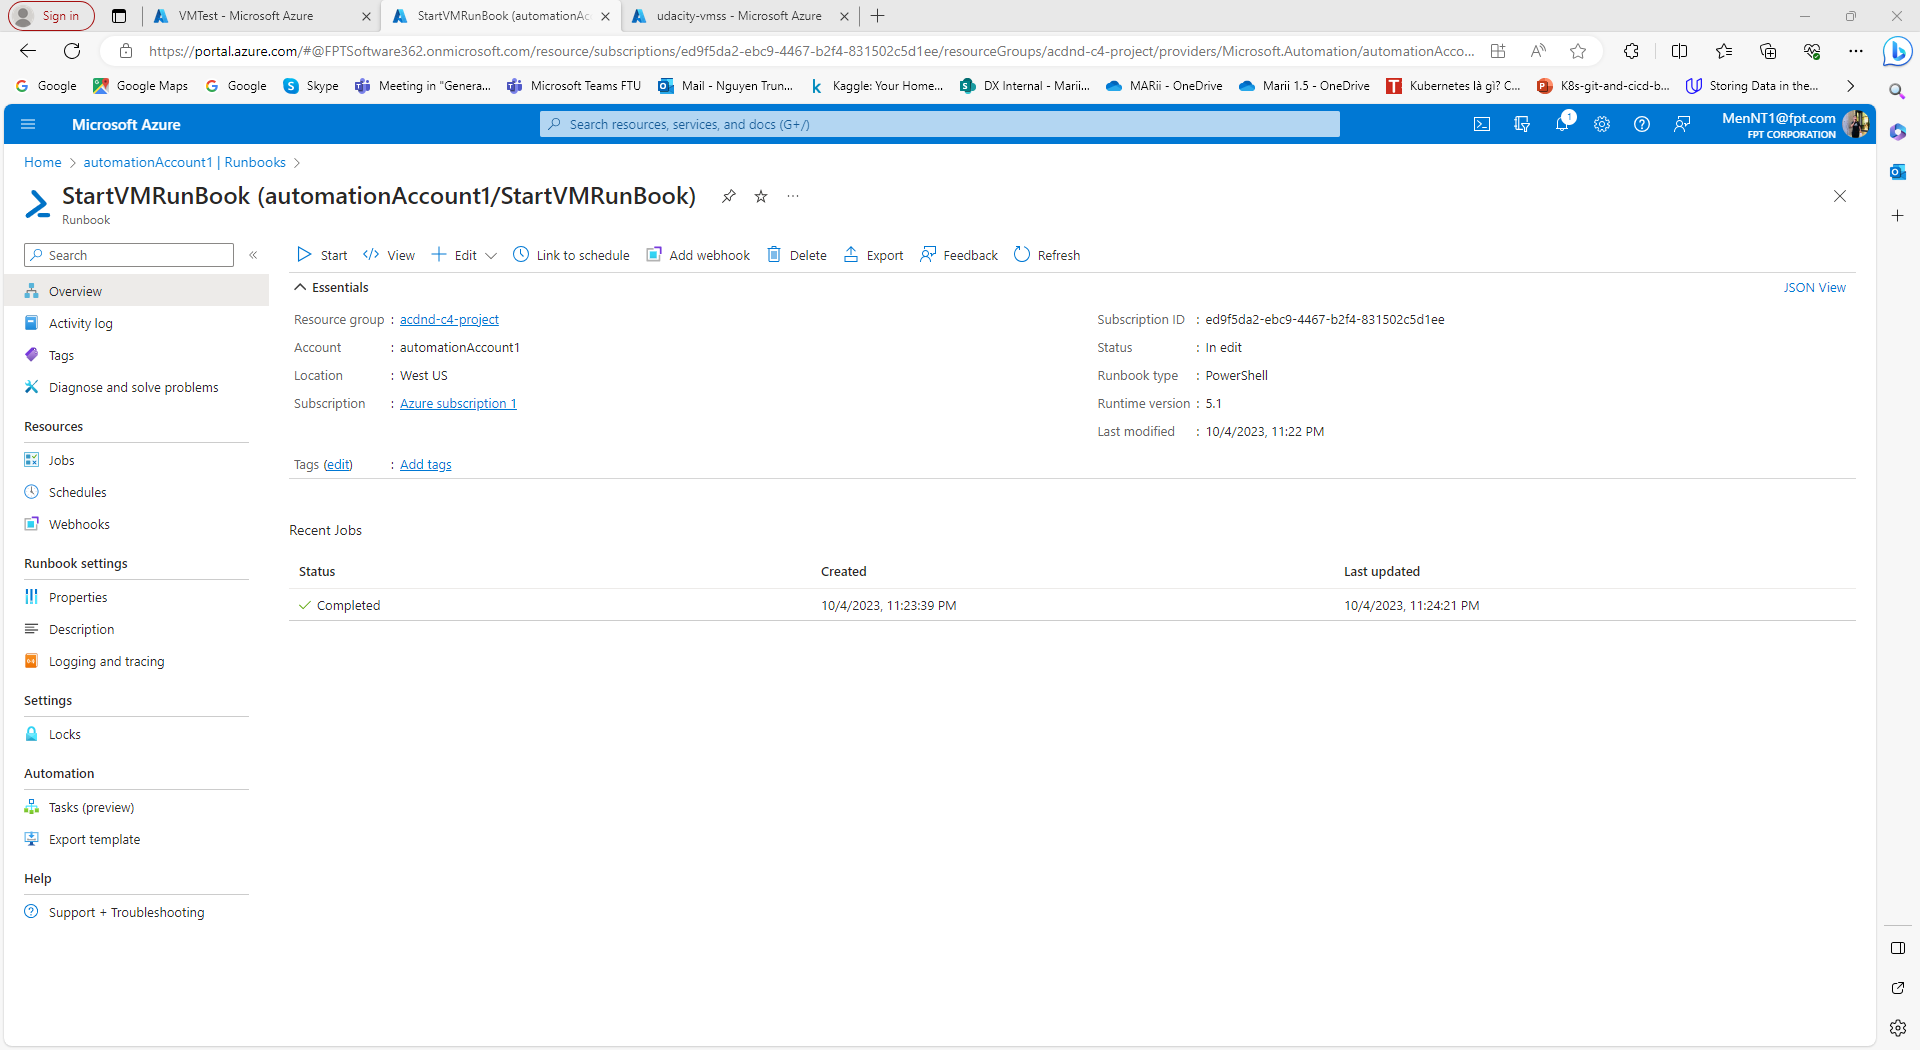 Sign in
VMTest - Microsoft Azure
StartVMRunBook (automationAc
udacity-vmss - Microsoft Azure
https://portal.azure.com/#@FPTSoftware362.onmicrosoft.com/resource/subscriptions/ed9f5da2-ebc9-4467-b2f4-831502c5d1ee/resourceGroups/acdnd-c4-project/providers/Microsoft.Automation/automationAcco...
Google
Google Maps
Google
Skype
Meeting in "Genera...
Microsoft Teams FTU
Mail - Nguyen Trun...
Kaggle: Your Home...
DX Internal - Marii...
MARii - OneDrive
Marii 1.5 - OneDrive
Kubernetes là gì? C...
K8s-git-and-cicd-b...
Storing Data in the...
Microsoft Azure
Search resources, services, and docs (G+/)
1
MenNT1@fpt.com
FPT CORPORATION
Home > automationAccount1 | Runbooks >
StartVMRunBook (automationAccount1/StartVMRunBook)
Runbook
Search
Start
View
Edit
Link to schedule
Add webhook
Delete
Export
Feedback
Refresh
Overview
Activity log
Tags
Diagnose and solve problems
Resources
Jobs
Schedules
Webhooks
Runbook settings
Properties
Description
Logging and tracing
Settings
Locks
Automation
Tasks (preview)
Export template
Help
Support + Troubleshooting
Essentials
JSON View
Resource group : acdnd-c4-project
Account : automationAccount1
Location : West US
Subscription : Azure subscription 1
Subscription ID : ed9f5da2-ebc9-4467-b2f4-831502c5d1ee
Status : In edit
Runbook type : PowerShell
Runtime version : 5.1
Last modified : 10/4/2023, 11:22 PM
Tags (edit) : Add tags
Recent Jobs
Status Created Last updated
Completed 10/4/2023, 11:23:39 PM 10/4/2023, 11:24:21 PM